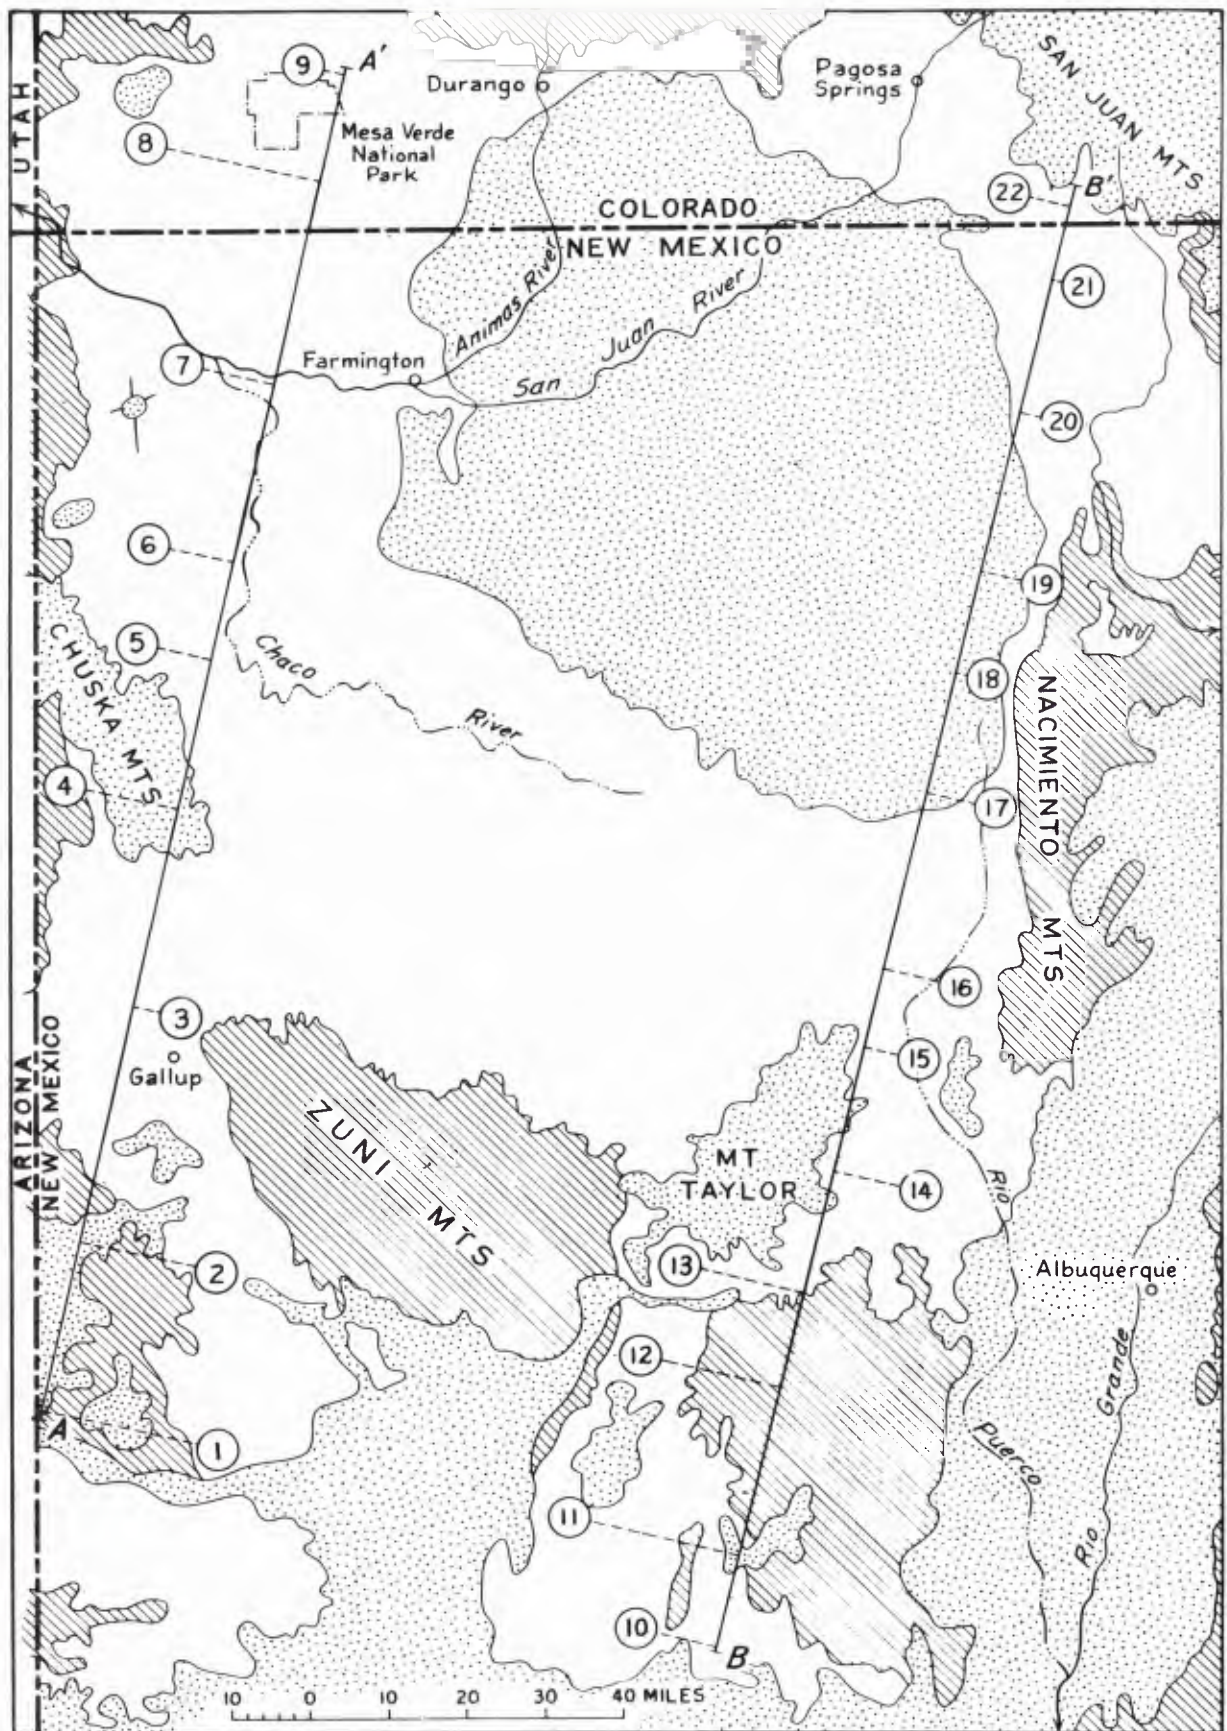 SAN JUAN MTS
9
A'
Durango
Pagosa
Springs
UTAH
8
Mesa Verde
National
Park
22
B'
COLORADO
NEW MEXICO
21
Animas River
San Juan River
7
Farmington
20
6
19
5
Chaco River
CHUSKA MTS
18
NACIMIENTO MTS
4
17
16
3
Gallup
15
ARIZONA
NEW MEXICO
ZUNI MTS
MT
TAYLOR
14
Rio Puerco
2
13
Albuquerque
12
Rio Grande
A
1
11
10
B
10 0 10 20 30 40 MILES